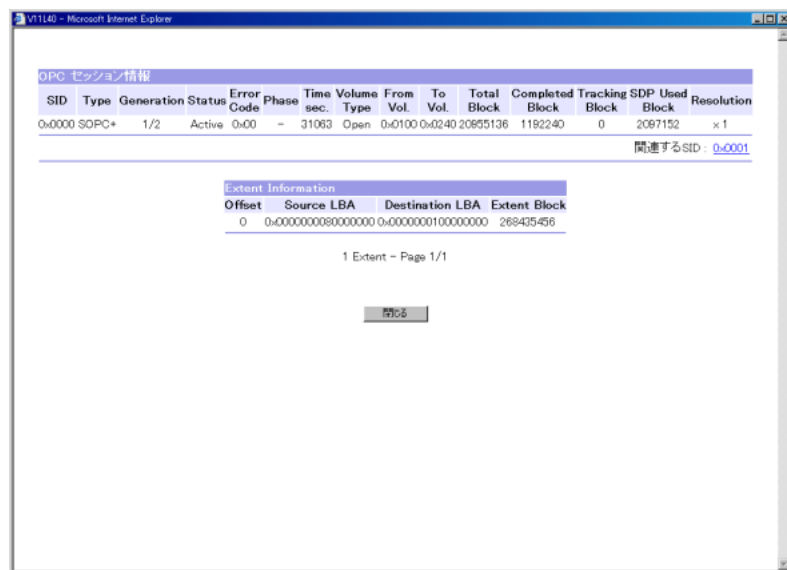 V11L40 - Microsoft Internet Explorer
OPC セッション情報
SID Type Generation Status Error Code Phase Time sec. Volume Type From Vol. To Vol. Total Block Completed Block Tracking Block SDP Used Block Resolution
0x0000 SOPC+ 1/2 Active 0x00 - 31063 Open 0x0100 0x0240 20955136 1192240 0 2097152 x 1
関連するSID : 0x0001
Extent Information
Offset Source LBA Destination LBA Extent Block
0 0x0000000080000000 0x0000000100000000 268435456
1 Extent - Page 1/1
閉じる